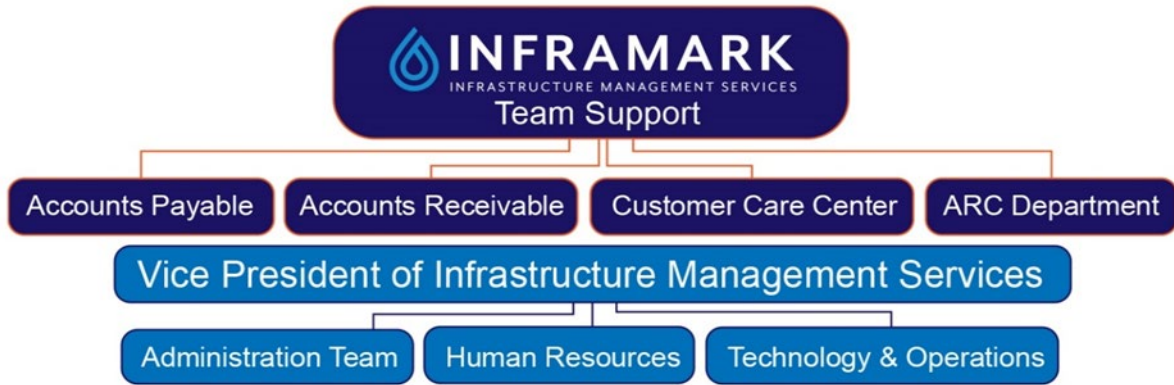 INFRAMARK
INFRASTRUCTURE MANAGEMENT SERVICES
Team Support
Accounts Payable
Accounts Receivable
Customer Care Center
ARC Department
Vice President of Infrastructure Management Services
Administration Team
Human Resources
Technology & Operations